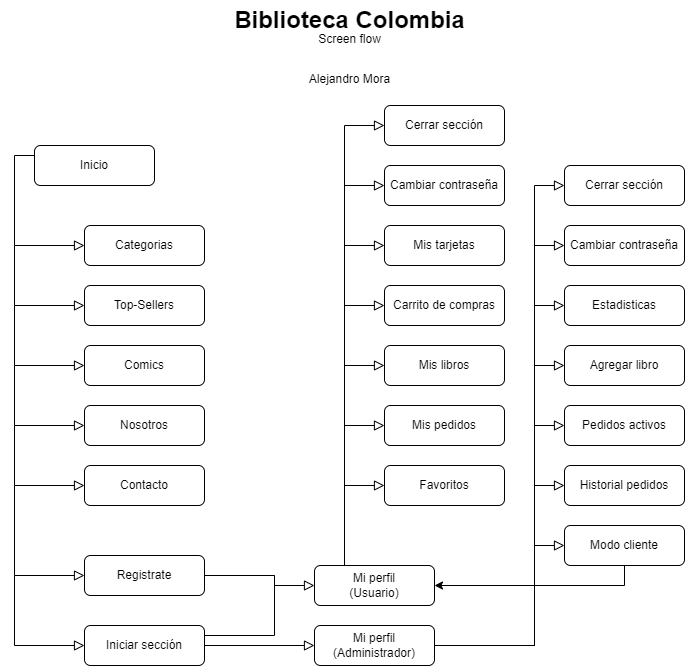 Biblioteca Colombia
Screen flow
Alejandro Mora
Inicio
Categorias
Top-Sellers
Comics
Nosotros
Contacto
Registrate
Iniciar sección
Cerrar sección
Cambiar contraseña
Mis tarjetas
Carrito de compras
Mis libros
Mis pedidos
Favoritos
Mi perfil
(Usuario)
Mi perfil
(Administrador)
Cerrar sección
Cambiar contraseña
Estadisticas
Agregar libro
Pedidos activos
Historial pedidos
Modo cliente